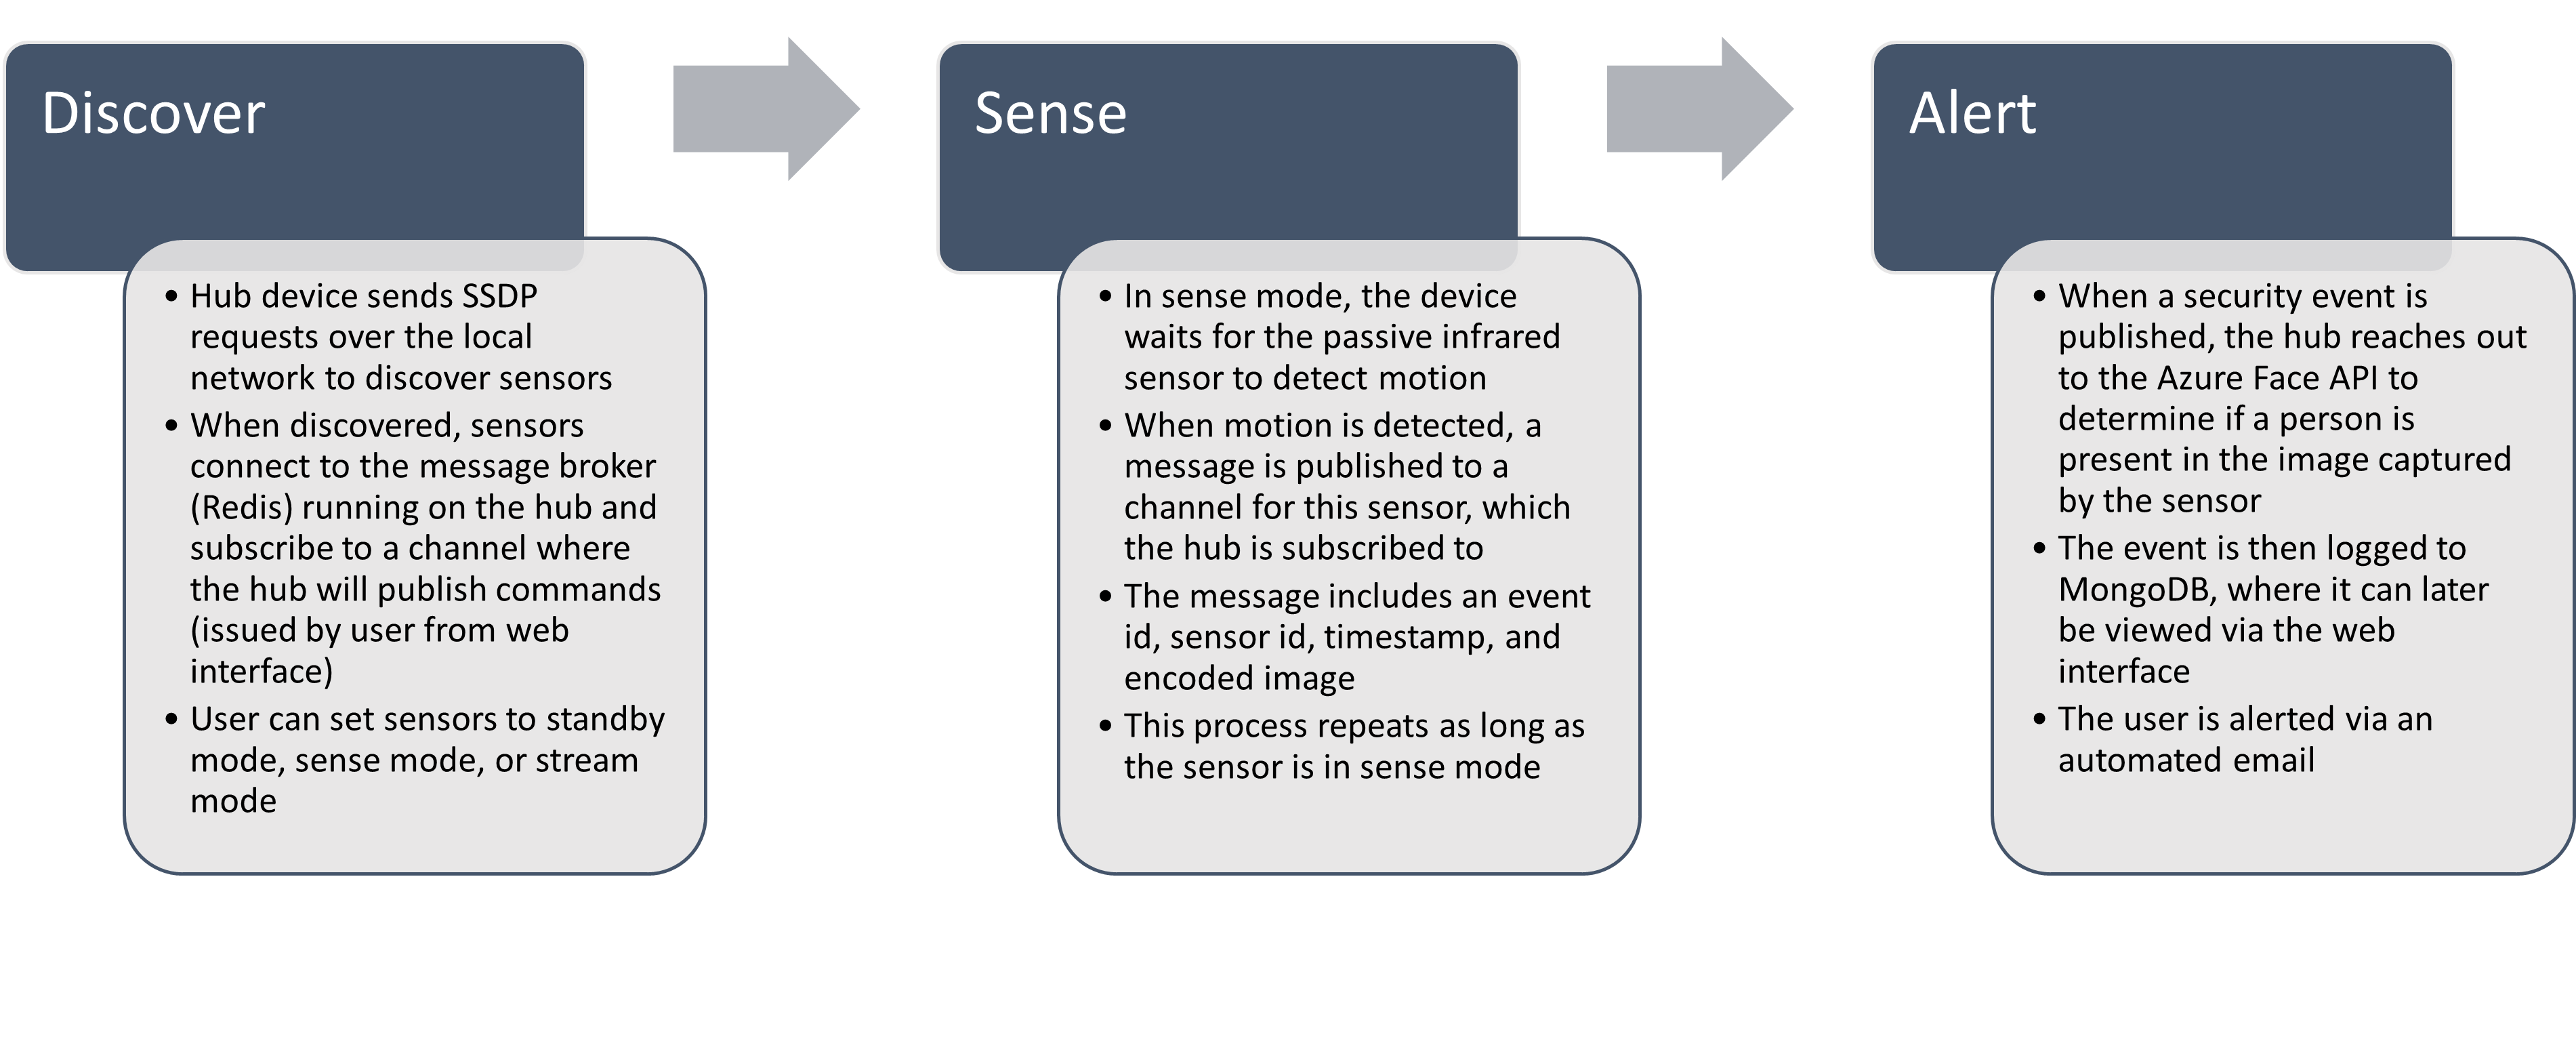 Discover
• Hub device sends SSDP
requests over the local
network to discover sensors
• When discovered, sensors
connect to the message broker
(Redis) running on the hub and
subscribe to a channel where
the hub will publish commands
(issued by user from web
interface)
• User can set sensors to standby
mode, sense mode, or stream
mode
Sense
• In sense mode, the device
waits for the passive infrared
sensor to detect motion
• When motion is detected, a
message is published to a
channel for this sensor, which
the hub is subscribed to
• The message includes an event
id, sensor id, timestamp, and
encoded image
• This process repeats as long as
the sensor is in sense mode
Alert
• When a security event is
published, the hub reaches out
to the Azure Face API to
determine if a person is
present in the image captured
by the sensor
• The event is then logged to
MongoDB, where it can later
be viewed via the web
interface
• The user is alerted via an
automated email